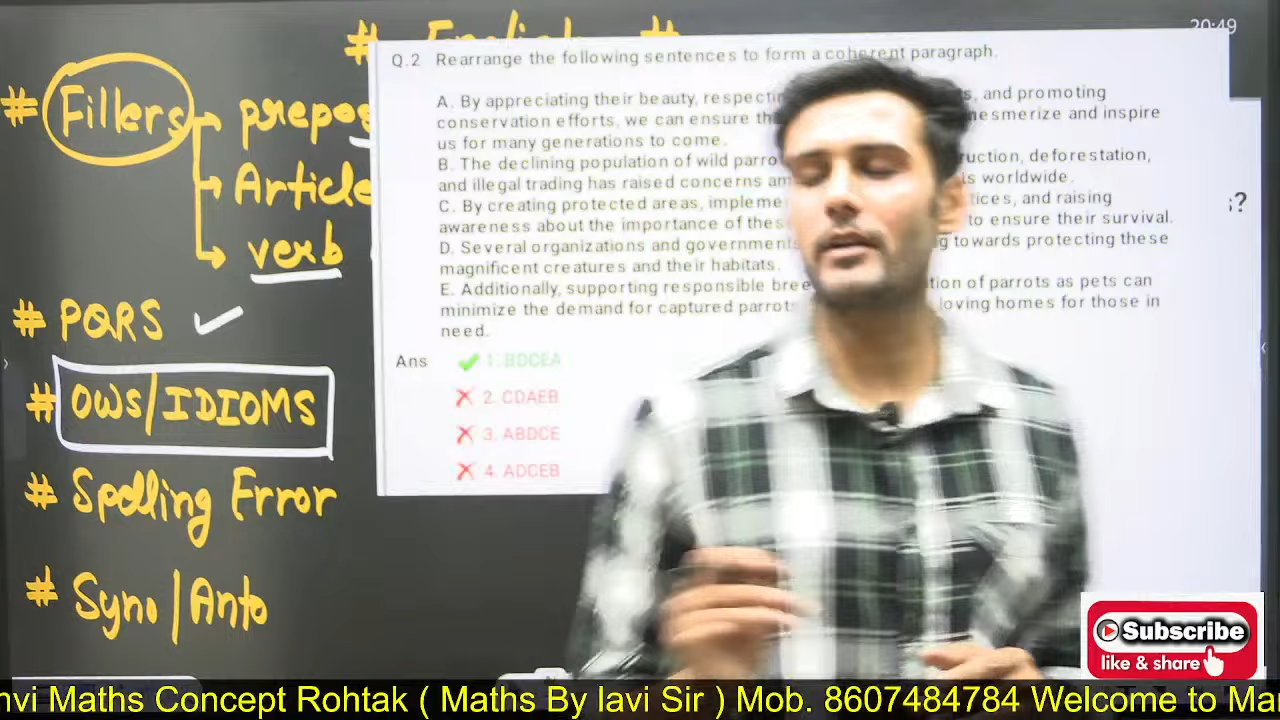 20:49
# English #
# Fillers
prepos
Article
verb
# PQRS
# OWS/IDIOMS
# Spelling Error
# Syno/Anto
Q.2 Rearrange the following sentences to form a coherent paragraph.
A. By appreciating their beauty, respectin s, and promoting
conservation efforts, we can ensure th mesmerize and inspire
us for many generations to come.
B. The declining population of wild parro ruction, deforestation,
and illegal trading has raised concerns am ts worldwide.
C. By creating protected areas, impleme tices, and raising
awareness about the importance of thes to ensure their survival.
D. Several organizations and governments g towards protecting these
magnificent creatures and their habitats.
E. Additionally, supporting responsible bree tion of parrots as pets can
minimize the demand for captured parrots loving homes for those in
need.
Ans
1. BDCEA
2. CDAEB
3. ABDCE
4. ADCEB
s?
Subscribe
like & share
nvi Maths Concept Rohtak ( Maths By lavi Sir ) Mob. 8607484784 Welcome to Ma